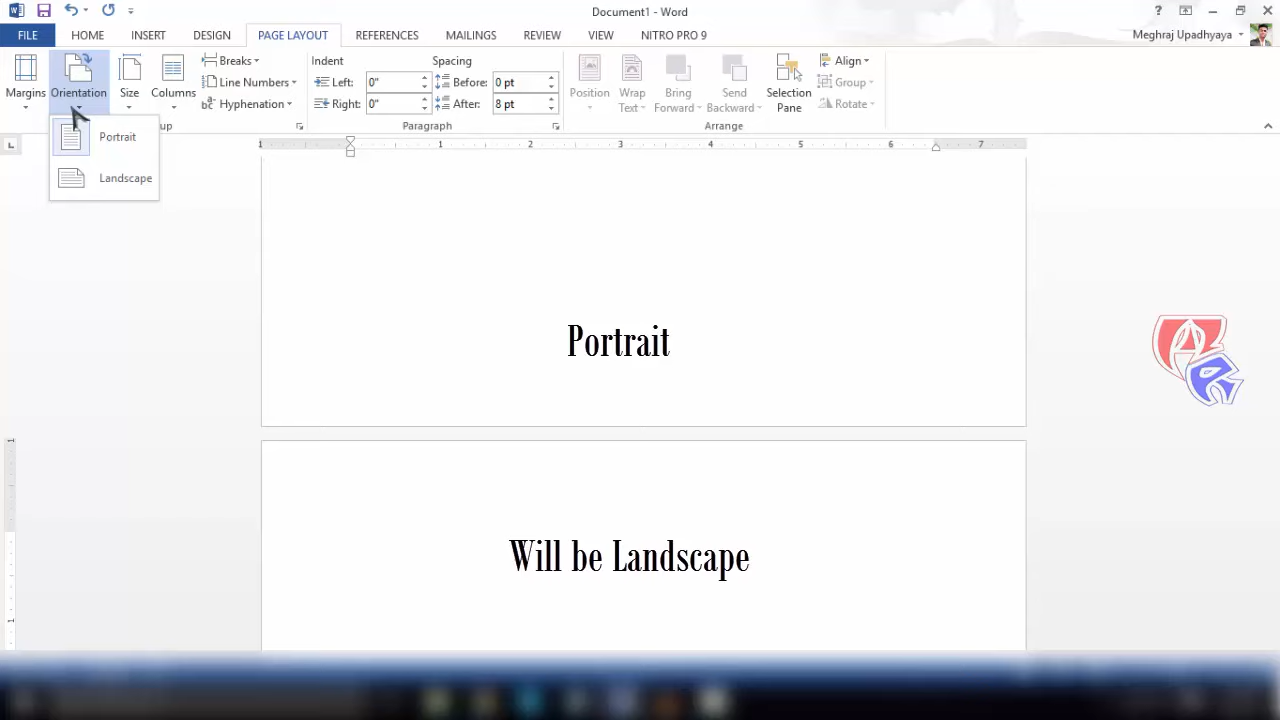 Document1 - Word
?
FILE HOME INSERT DESIGN PAGE LAYOUT REFERENCES MAILINGS REVIEW VIEW NITRO PRO 9 Meghraj Upadhyaya
Margins Orientation Size Columns
Breaks
Line Numbers
Hyphenation
Indent Spacing
Left: 0" Before: 0 pt
Right: 0" After: 8 pt
Position Wrap Text Bring Forward Send Backward Selection Pane
Align
Group
Rotate
up Paragraph Arrange
Portrait
Landscape
1 1 2 3 4 5 6 7
Portrait
Will be Landscape
1
1